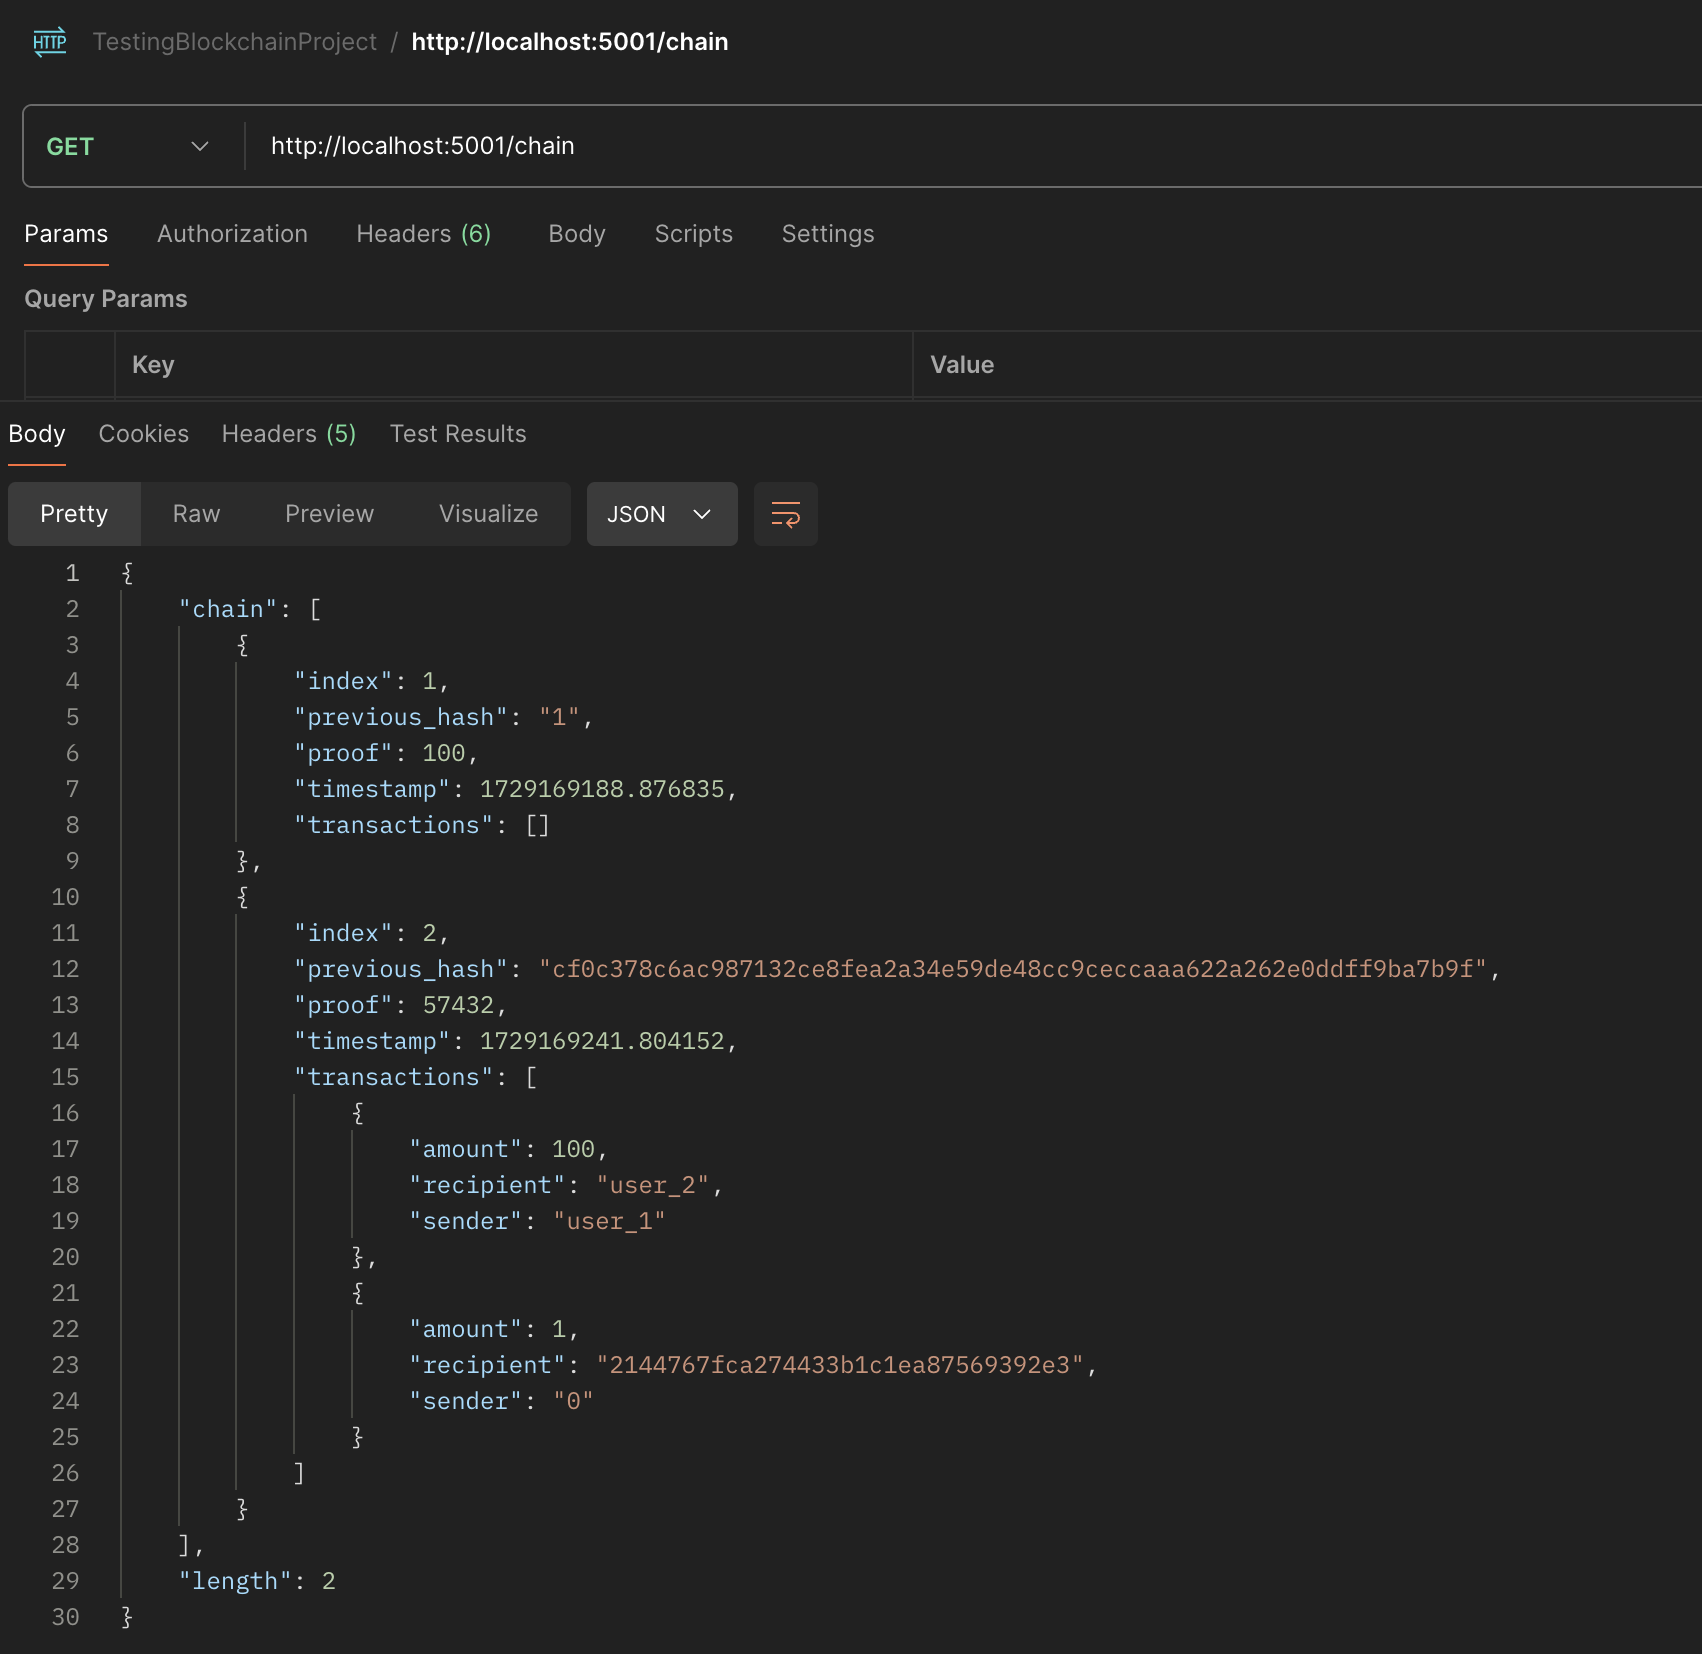 HTTP TestingBlockchainProject / http://localhost:5001/chain
GET http://localhost:5001/chain
Params Authorization Headers (6) Body Scripts Settings
Query Params
Key Value
Body Cookies Headers (5) Test Results
Pretty Raw Preview Visualize JSON
1 {
2 "chain": [
3 {
4 "index": 1,
5 "previous_hash": "1",
6 "proof": 100,
7 "timestamp": 1729169188.876835,
8 "transactions": []
9 },
10 {
11 "index": 2,
12 "previous_hash": "cf0c378c6ac987132ce8fea2a34e59de48cc9ceccaaa622a262e0ddff9ba7b9f",
13 "proof": 57432,
14 "timestamp": 1729169241.804152,
15 "transactions": [
16 {
17 "amount": 100,
18 "recipient": "user_2",
19 "sender": "user_1"
20 },
21 {
22 "amount": 1,
23 "recipient": "2144767fca274433b1c1ea87569392e3",
24 "sender": "0"
25 }
26 ]
27 }
28 ],
29 "length": 2
30 }